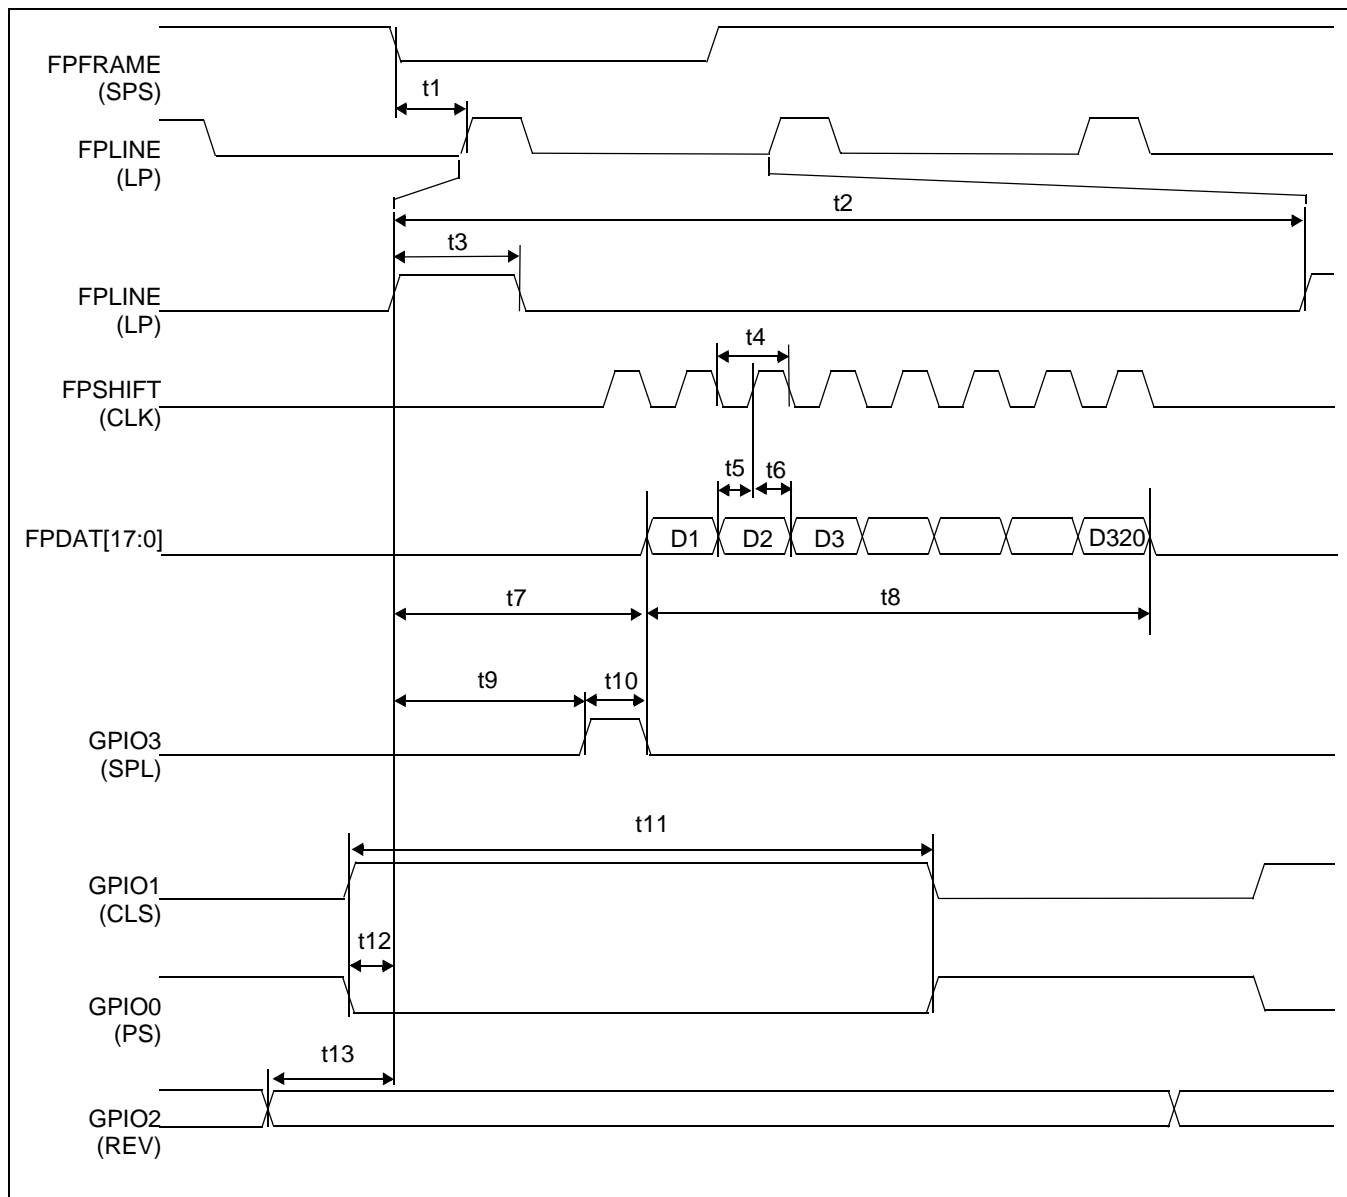 FPFRAME
(SPS)
t1
FPLINE
(LP)
t2
t3
FPLINE
(LP)
t4
FPSHIFT
(CLK)
t5
t6
FPDAT[17:0]
D1
D2
D3
D320
t7
t8
t9
t10
GPIO3
(SPL)
t11
GPIO1
(CLS)
t12
GPIO0
(PS)
t13
GPIO2
(REV)